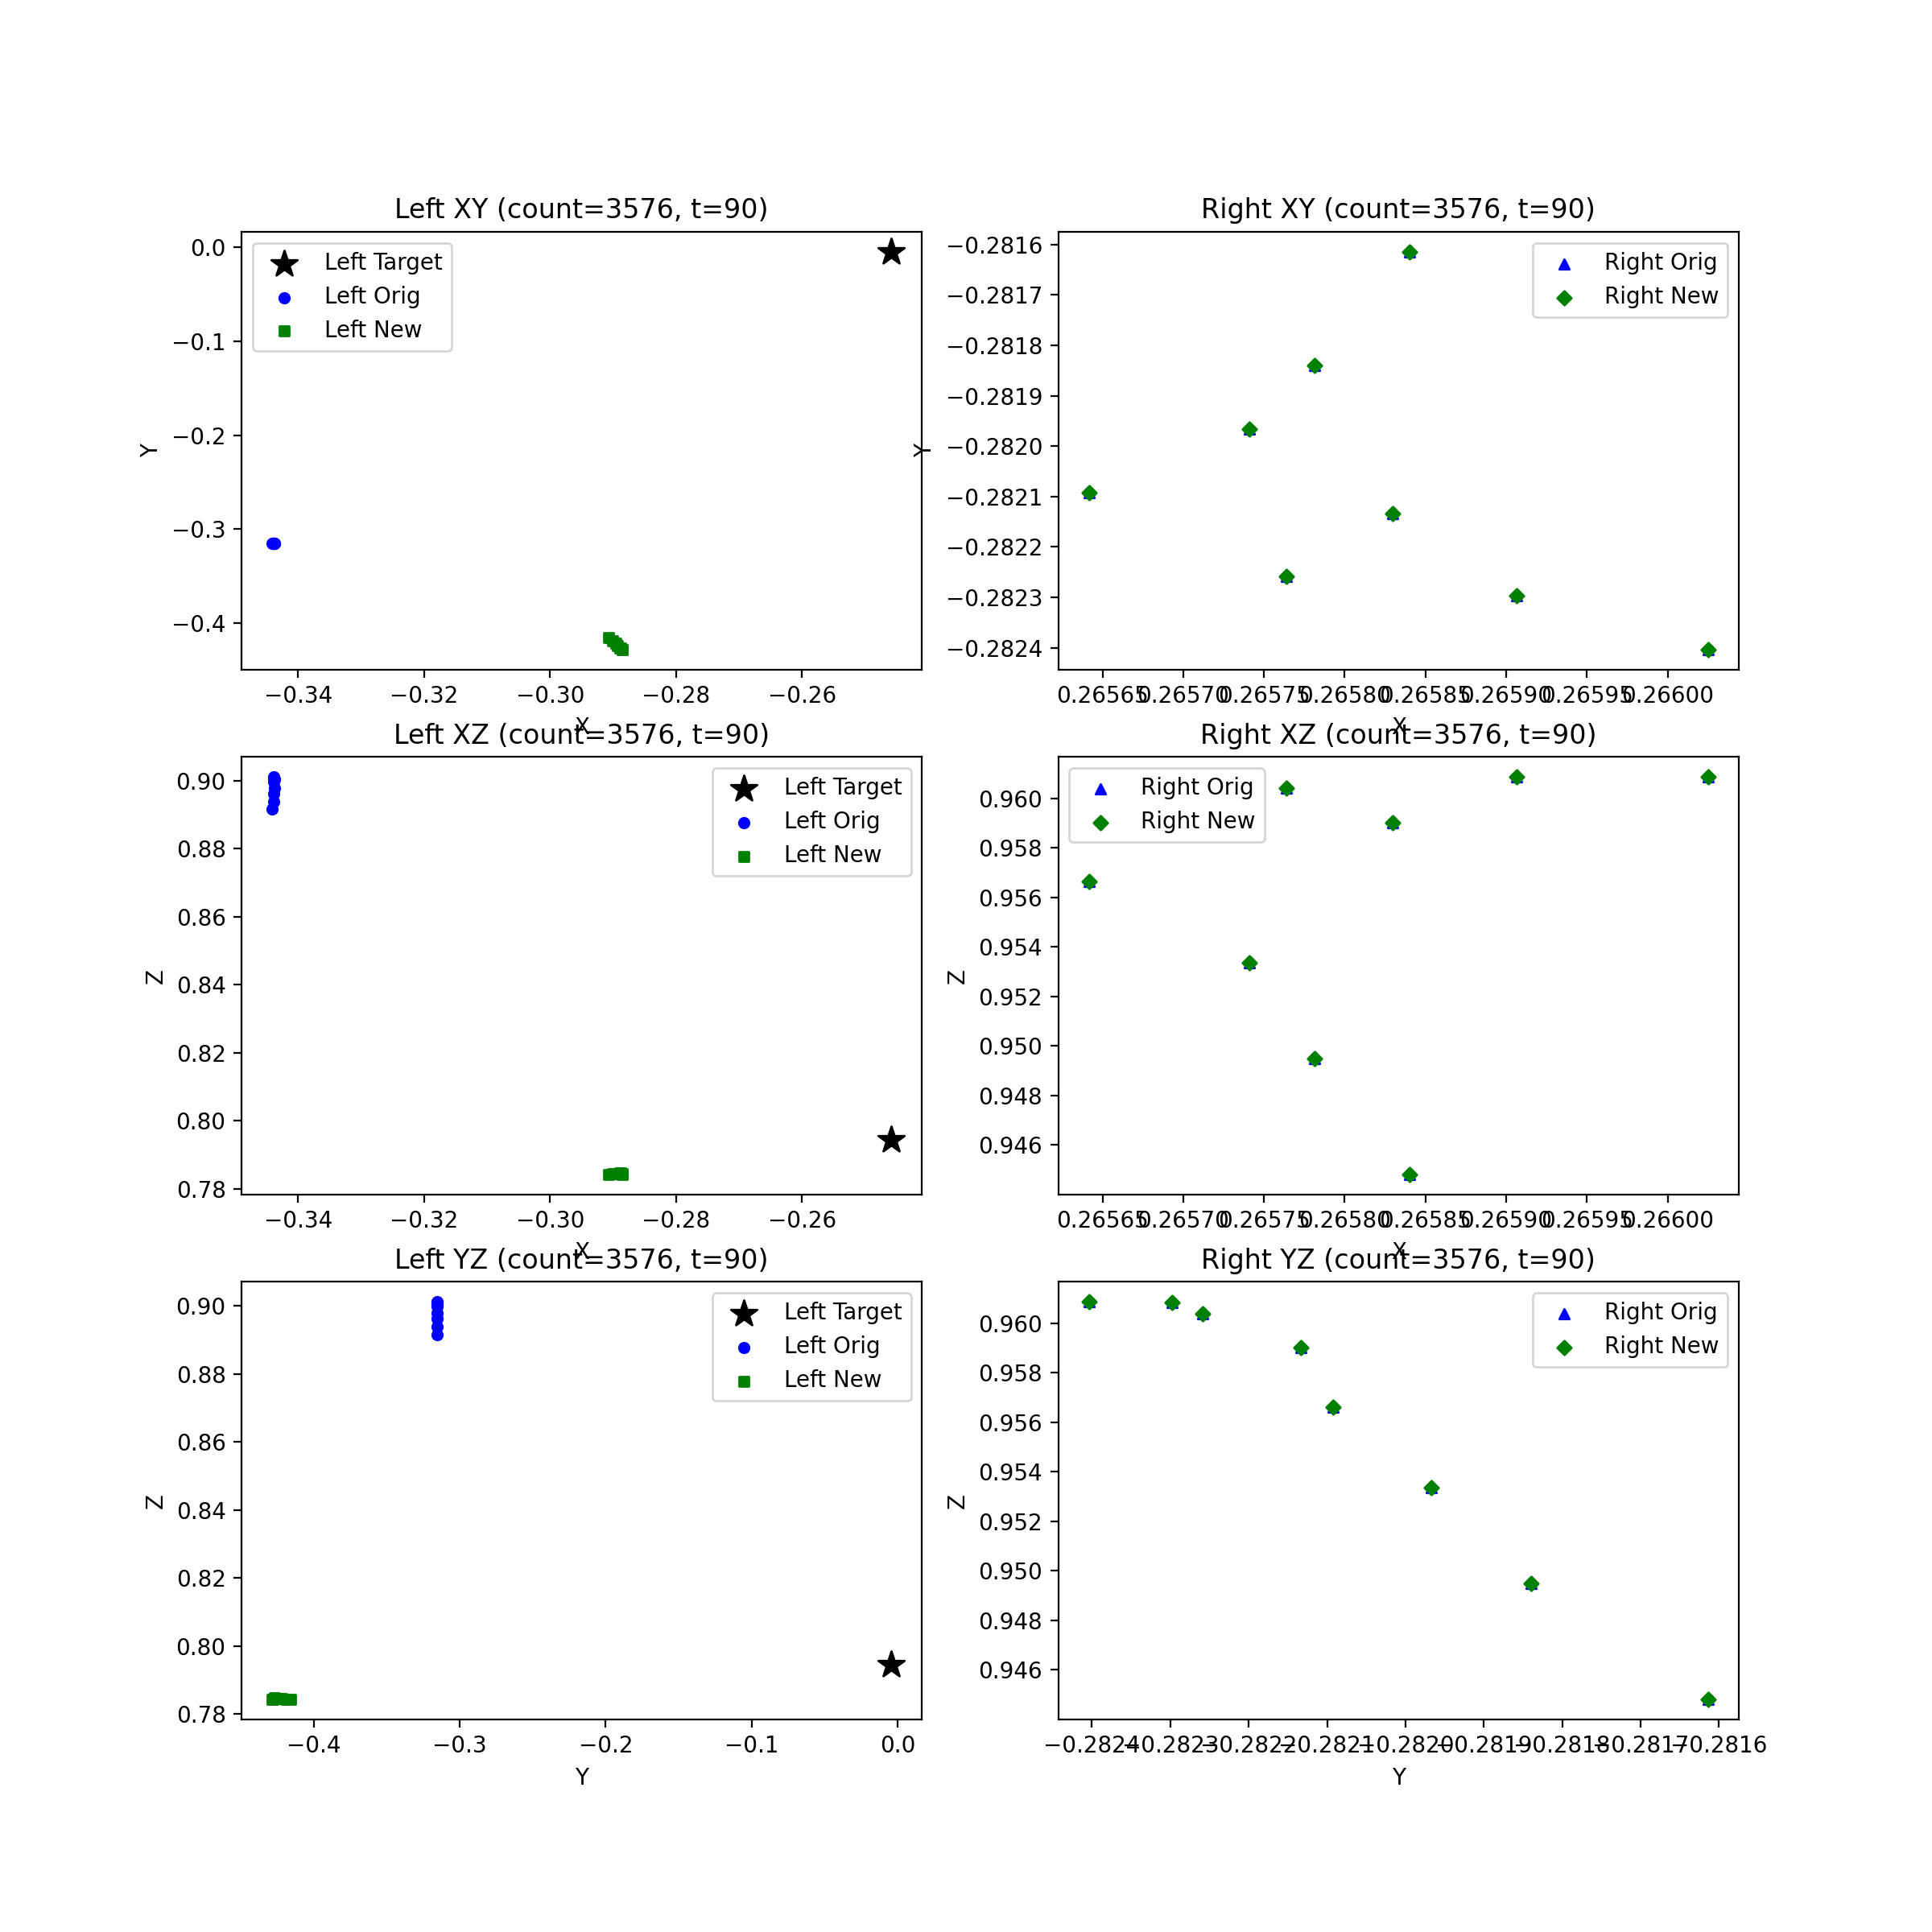 Left XY (count=3576, t=90)
Left Target
Left Orig
Left New
0.0
−0.1
−0.2
−0.3
−0.4
Y
−0.34
−0.32
−0.30
−0.28
−0.26
X
Right XY (count=3576, t=90)
Right Orig
Right New
−0.2816
−0.2817
−0.2818
−0.2819
−0.2820
−0.2821
−0.2822
−0.2823
−0.2824
Y
0.26565
0.26570
0.26575
0.26580
0.26585
0.26590
0.26595
0.26600
X
Left XZ (count=3576, t=90)
Left Target
Left Orig
Left New
0.90
0.88
0.86
0.84
0.82
0.80
0.78
Z
−0.34
−0.32
−0.30
−0.28
−0.26
X
Right XZ (count=3576, t=90)
Right Orig
Right New
0.960
0.958
0.956
0.954
0.952
0.950
0.948
0.946
Z
0.26565
0.26570
0.26575
0.26580
0.26585
0.26590
0.26595
0.26600
X
Left YZ (count=3576, t=90)
Left Target
Left Orig
Left New
0.90
0.88
0.86
0.84
0.82
0.80
0.78
Z
−0.4
−0.3
−0.2
−0.1
0.0
Y
Right YZ (count=3576, t=90)
Right Orig
Right New
0.960
0.958
0.956
0.954
0.952
0.950
0.948
0.946
Z
−0.2824
−0.2823
−0.2822
−0.2821
−0.2820
−0.2819
−0.2818
−0.2817
−0.2816
Y